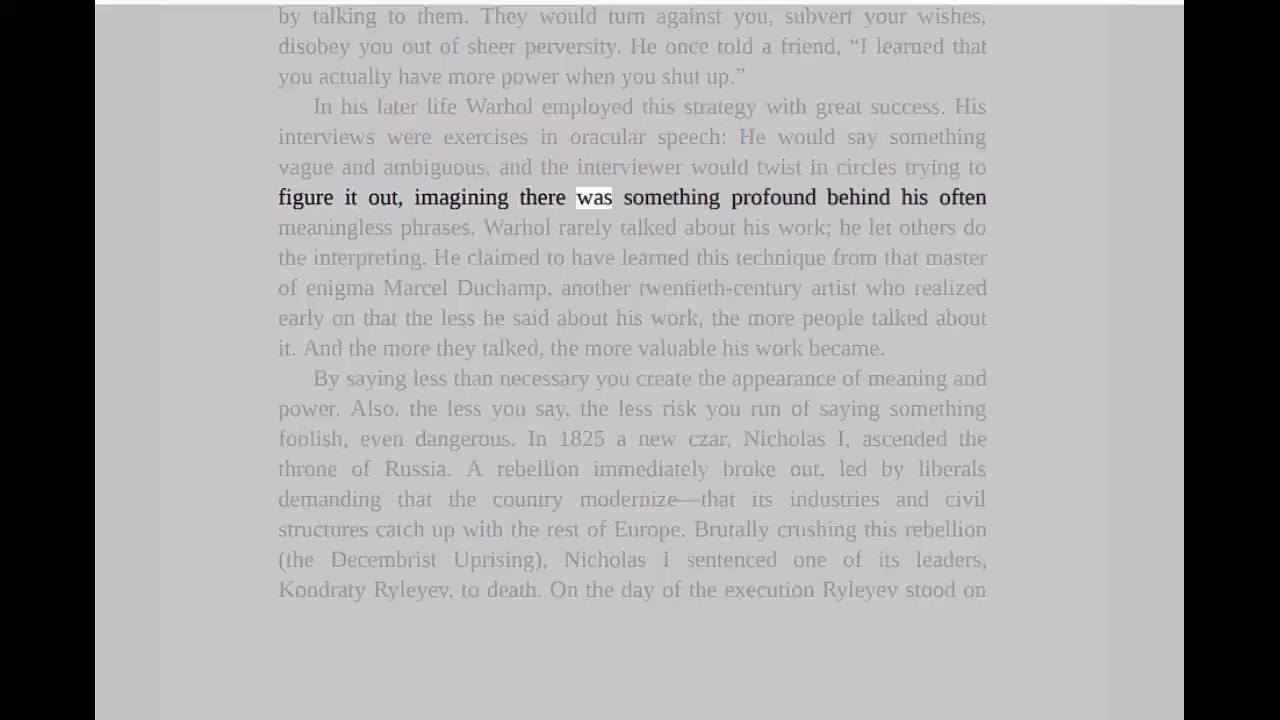 by talking to them. They would turn against you, subvert your wishes,
disobey you out of sheer perversity. He once told a friend, “I learned that
you actually have more power when you shut up.”
In his later life Warhol employed this strategy with great success. His
interviews were exercises in oracular speech: He would say something
vague and ambiguous, and the interviewer would twist in circles trying to
figure it out, imagining there was something profound behind his often
meaningless phrases. Warhol rarely talked about his work; he let others do
the interpreting. He claimed to have learned this technique from that master
of enigma Marcel Duchamp, another twentieth-century artist who realized
early on that the less he said about his work, the more people talked about
it. And the more they talked, the more valuable his work became.
By saying less than necessary you create the appearance of meaning and
power. Also, the less you say, the less risk you run of saying something
foolish, even dangerous. In 1825 a new czar, Nicholas I, ascended the
throne of Russia. A rebellion immediately broke out, led by liberals
demanding that the country modernize—that its industries and civil
structures catch up with the rest of Europe. Brutally crushing this rebellion
(the Decembrist Uprising), Nicholas I sentenced one of its leaders,
Kondraty Ryleyev, to death. On the day of the execution Ryleyev stood on